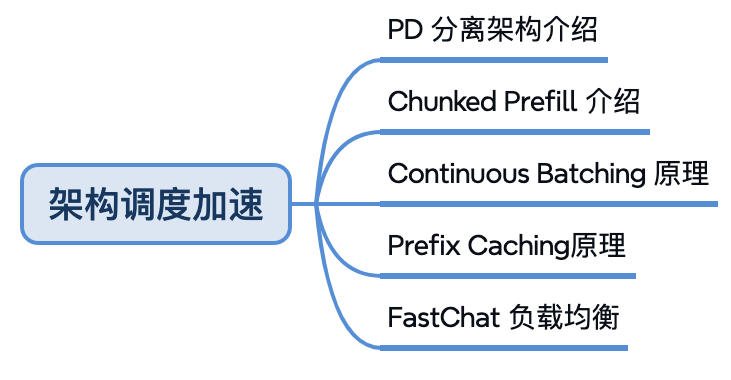 架构调度加速
PD 分离架构介绍
Chunked Prefill 介绍
Continuous Batching 原理
Prefix Caching原理
FastChat 负载均衡